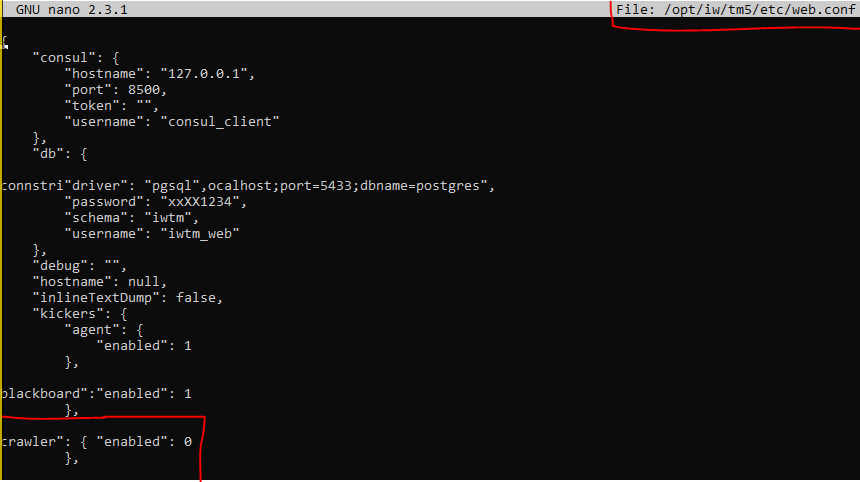 GNU nano 2.3.1 File: /opt/iw/tm5/etc/web.conf
{
"consul": {
"hostname": "127.0.0.1",
"port": 8500,
"token": "",
"username": "consul_client"
},
"db": {
connstri"driver": "pgsql",ocalhost;port=5433;dbname=postgres",
"password": "xxXX1234",
"schema": "iwtm",
"username": "iwtm_web"
},
"debug": "",
"hostname": null,
"inlineTextDump": false,
"kickers": {
"agent": {
"enabled": 1
},
blackboard":"enabled": 1
},
crawler": { "enabled": 0
},